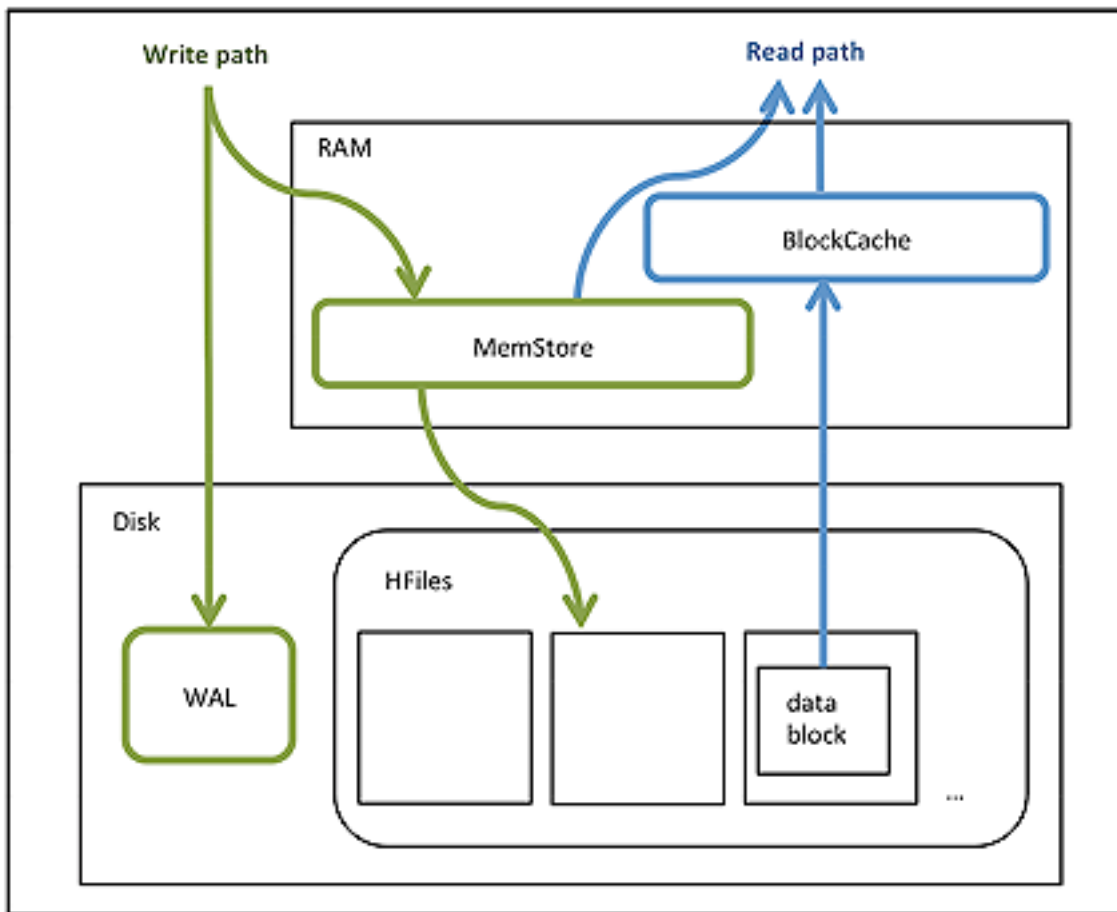 Write path
Read path
RAM
BlockCache
MemStore
Disk
HFiles
WAL
data
block
...